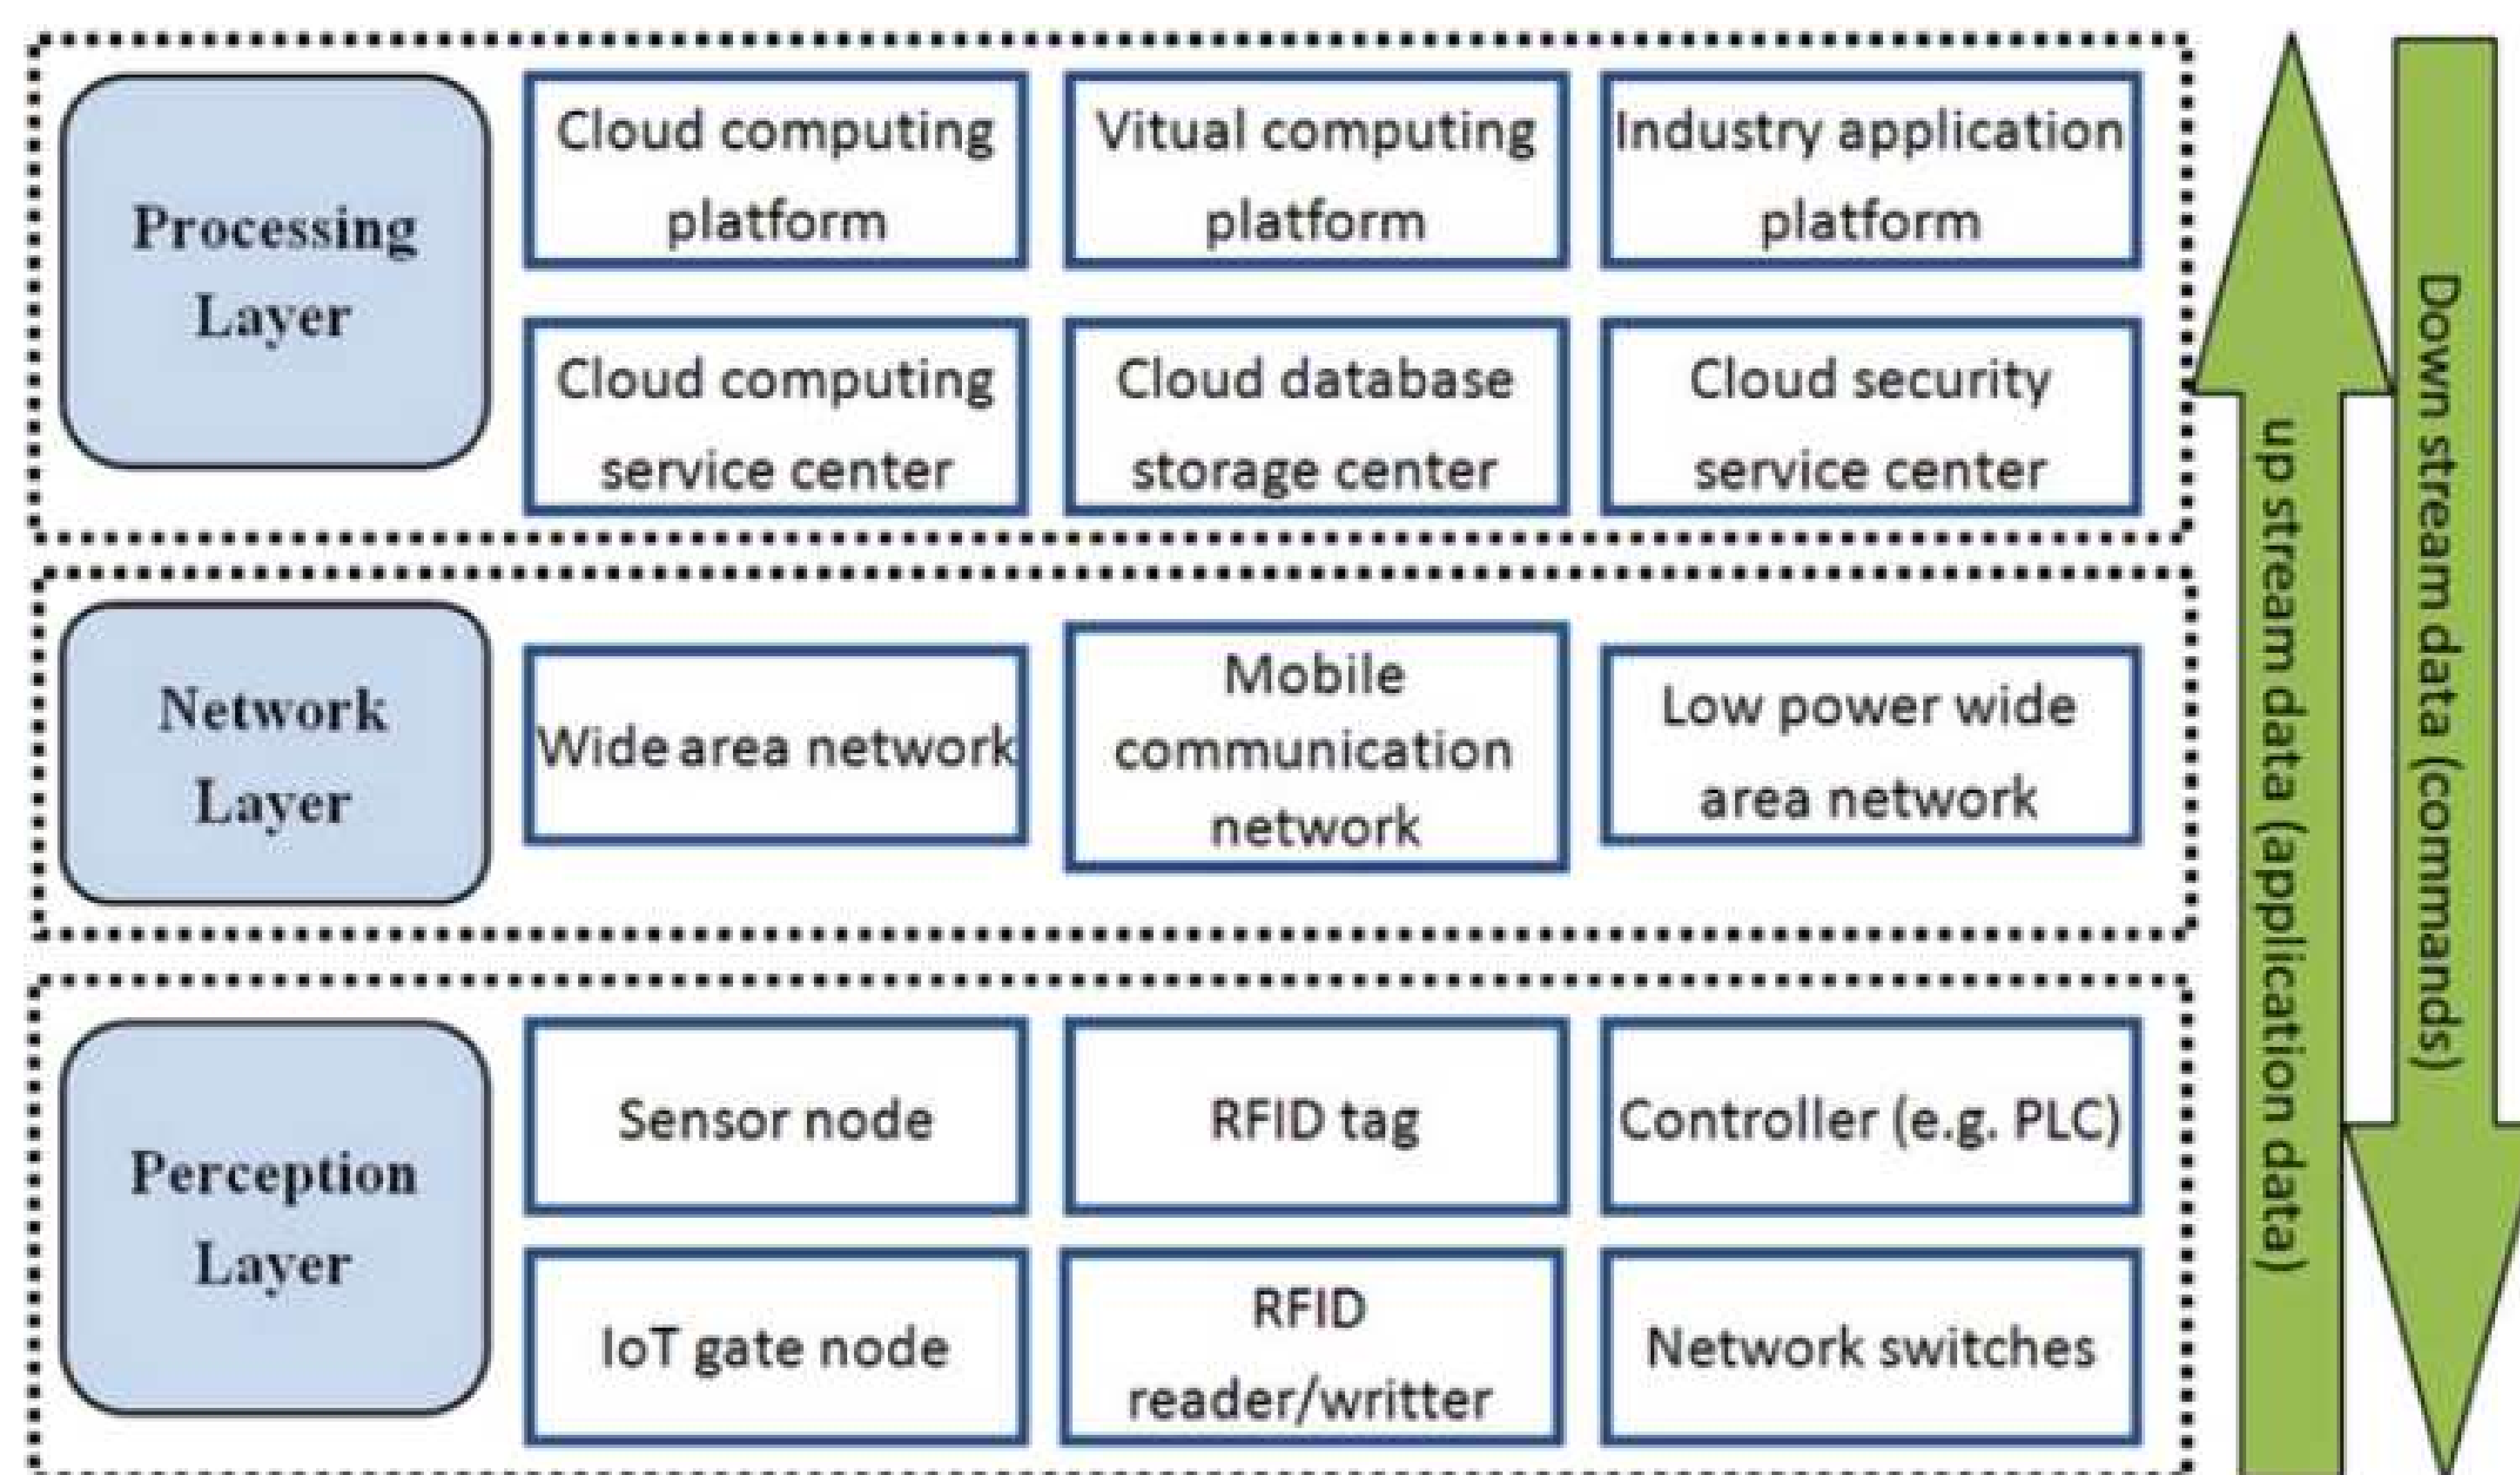 Processing
Layer
Cloud computing
platform
Vitual computing
platform
Industry application
platform
Cloud computing
service center
Cloud database
storage center
Cloud security
service center
Network
Layer
Wide area network
Mobile
communication
network
Low power wide
area network
Perception
Layer
Sensor node
RFID tag
Controller (e.g. PLC)
IoT gate node
RFID
reader/writter
Network switches
up stream data (application data)
Down stream data (commands)